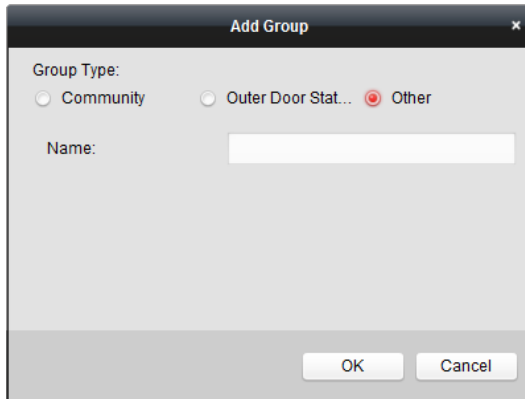 Add Group ×
Group Type:
Community Outer Door Stat... Other
Name:
OK Cancel